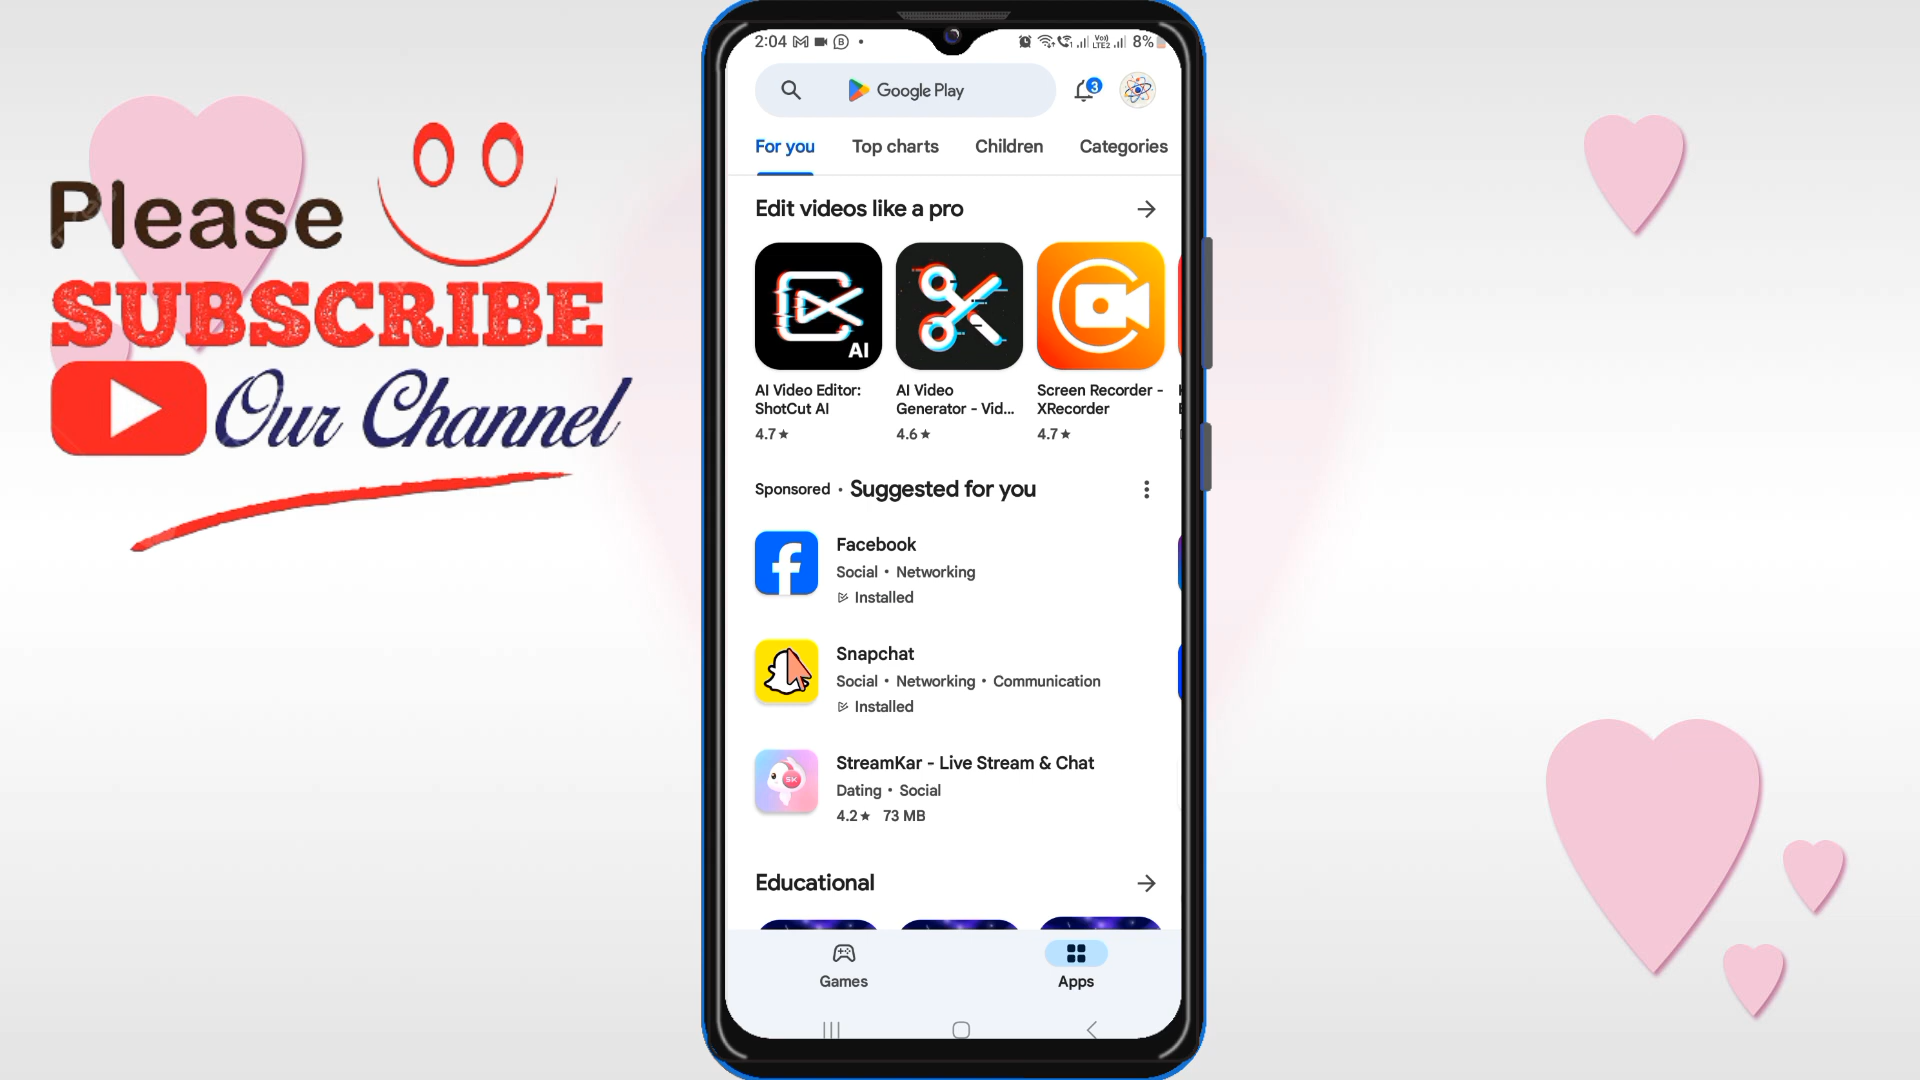 Please
SUBSCRIBE
Our Channel
2:04
8%
Google Play
3
For you
Top charts
Children
Categories
Edit videos like a pro
AI
AI Video Editor: ShotCut AI
4.7★
AI Video Generator - Vid...
4.6★
Screen Recorder - XRecorder
4.7★
Sponsored • Suggested for you
Facebook
Social • Networking
Installed
Snapchat
Social • Networking • Communication
Installed
SK
StreamKar - Live Stream & Chat
Dating • Social
4.2★ 73 MB
Educational
Games
Apps